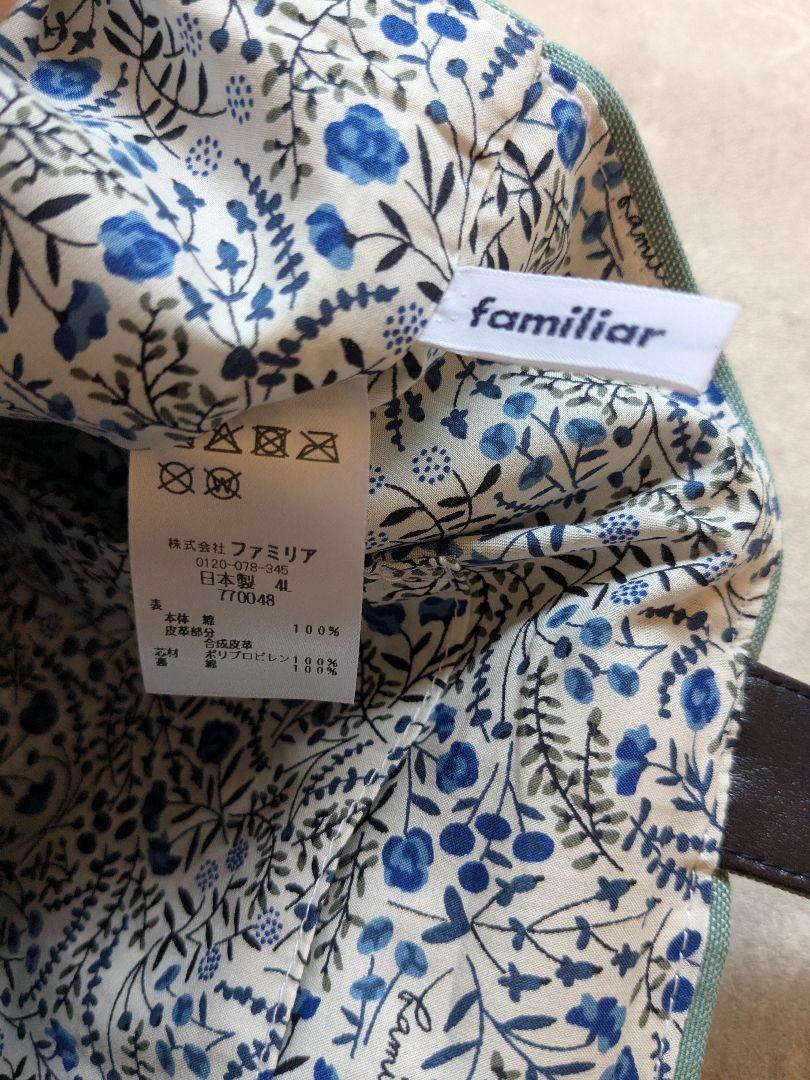 familiar
株式会社 ファミリア
0120-078-345
日本製 4L
770048
表
本体 綿 100%
皮革部分
合成皮革
芯材 ポリプロピレン100%
裏 綿 100%